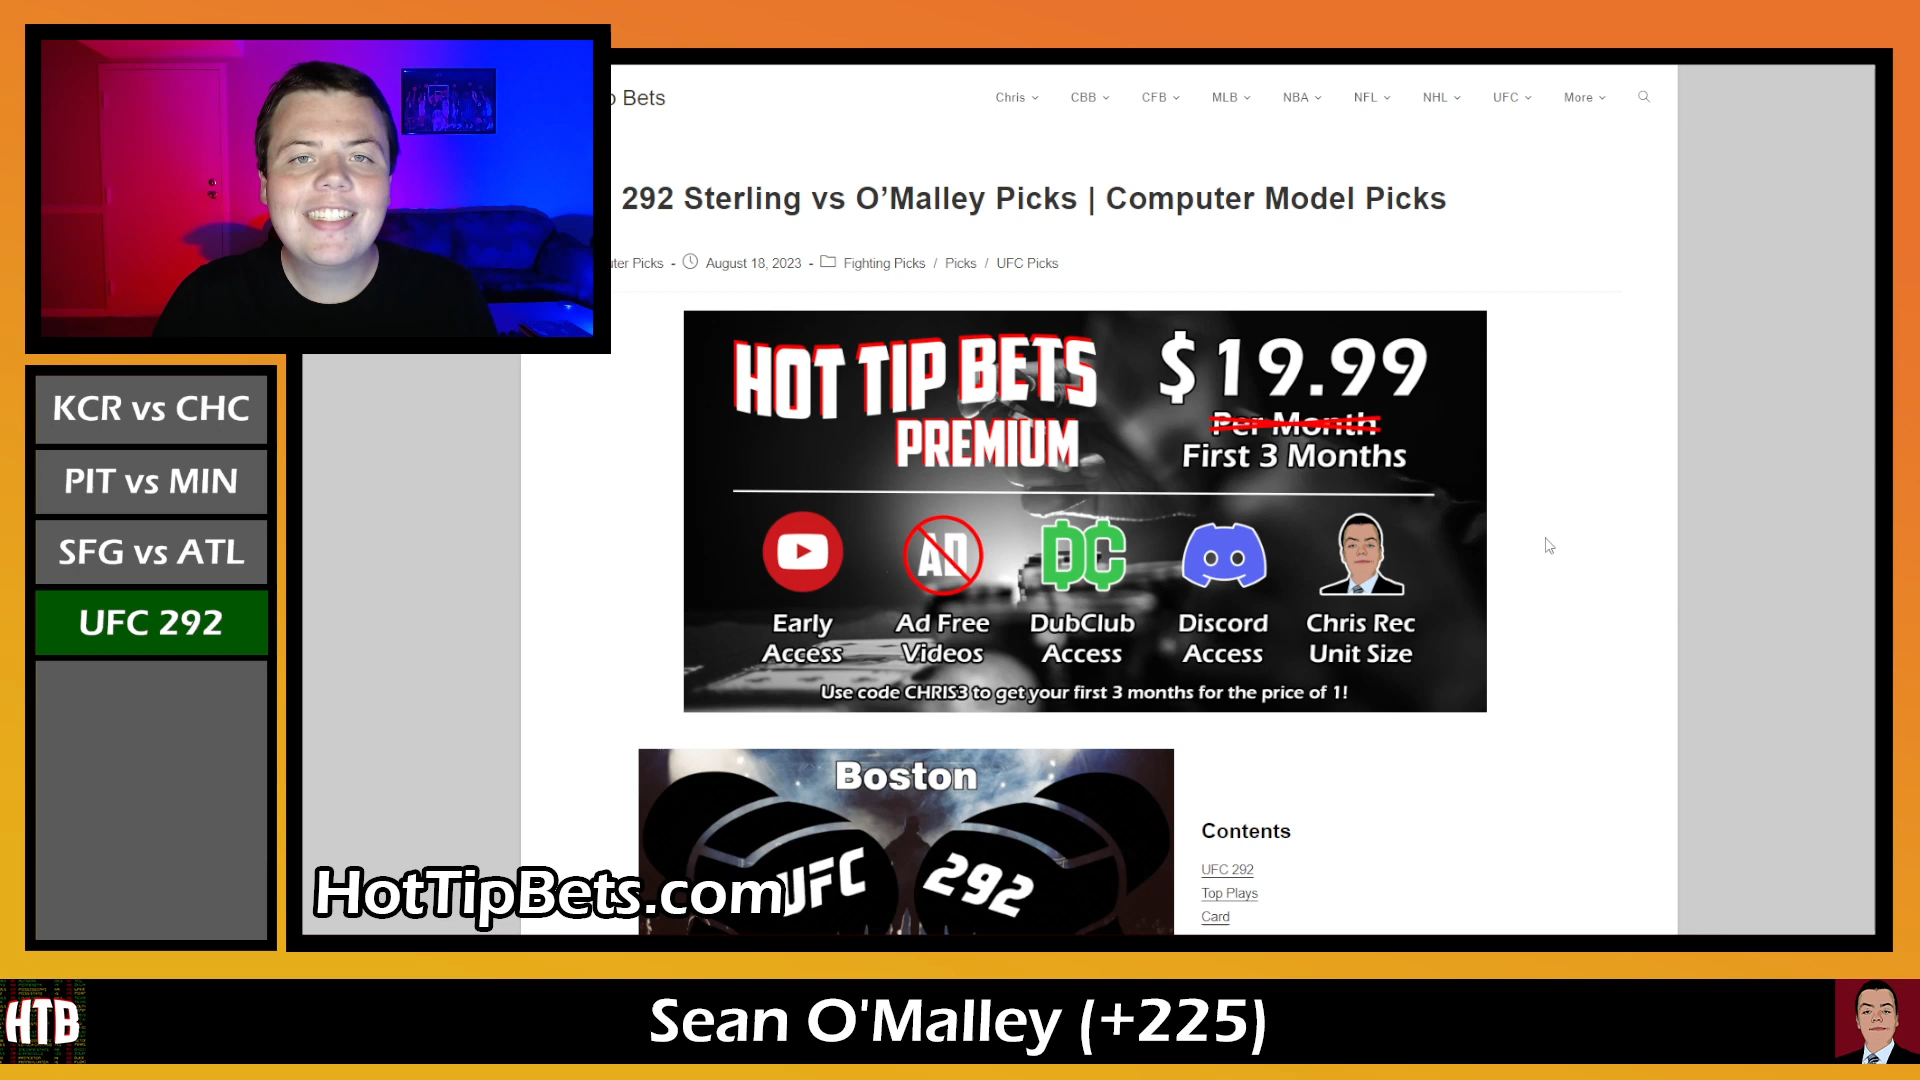 p Bets
Chris
CBB
CFB
MLB
NBA
NFL
NHL
UFC
More
292 Sterling vs O’Malley Picks | Computer Model Picks
uter Picks - August 18, 2023 - Fighting Picks / Picks / UFC Picks
HOT TIP BETS
PREMIUM
$19.99
Per Month
First 3 Months
AD
DC
Early Access
Ad Free Videos
DubClub Access
Discord Access
Chris Rec Unit Size
Use code CHRIS3 to get your first 3 months for the price of 1!
KCR vs CHC
PIT vs MIN
SFG vs ATL
UFC 292
Boston
UFC
292
Contents
UFC 292
Top Plays
Card
HotTipBets.com
HTB
Sean O'Malley (+225)